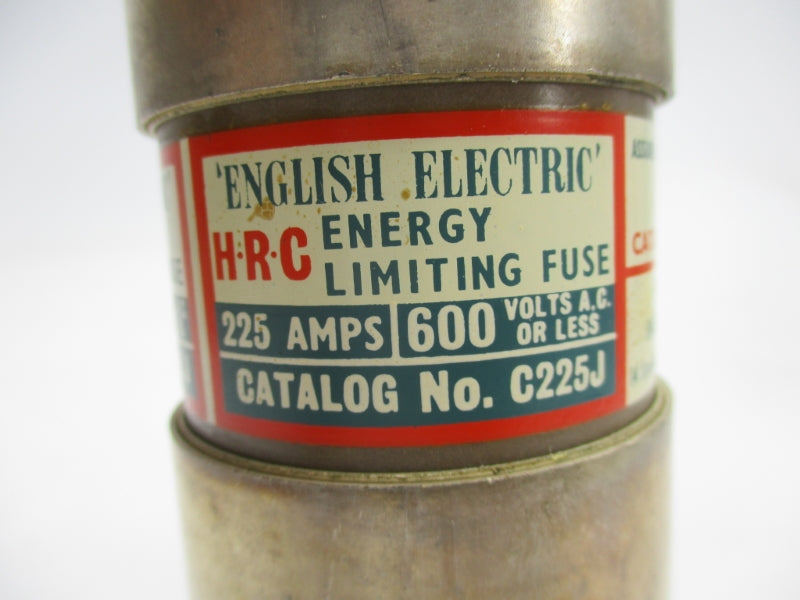 'ENGLISH ELECTRIC'
H·R·C ENERGY
LIMITING FUSE
225 AMPS 600 VOLTS A.C.
OR LESS
CATALOG No. C225J